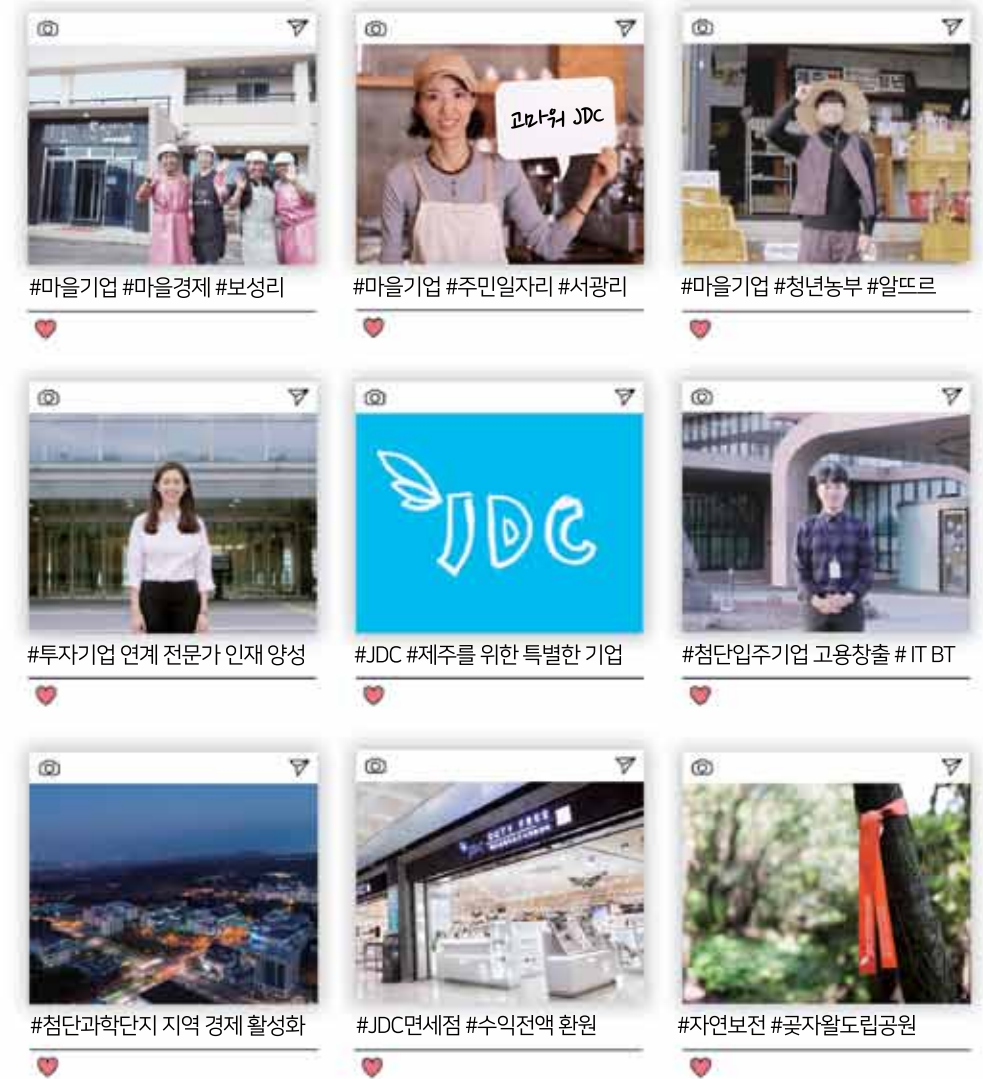 고마워 JDC
#마을기업 #마을경제 #보성리
#마을기업 #주민일자리 #서광리
#마을기업 #청년농부 #알뜨르
JDC
#투자기업 연계 전문가 인재 양성
#JDC #제주를 위한 특별한 기업
#첨단입주기업 고용창출 # IT BT
DUTY FREE
#첨단과학단지 지역 경제 활성화
#JDC면세점 #수익전액 환원
#자연보전 #곶자왈도립공원